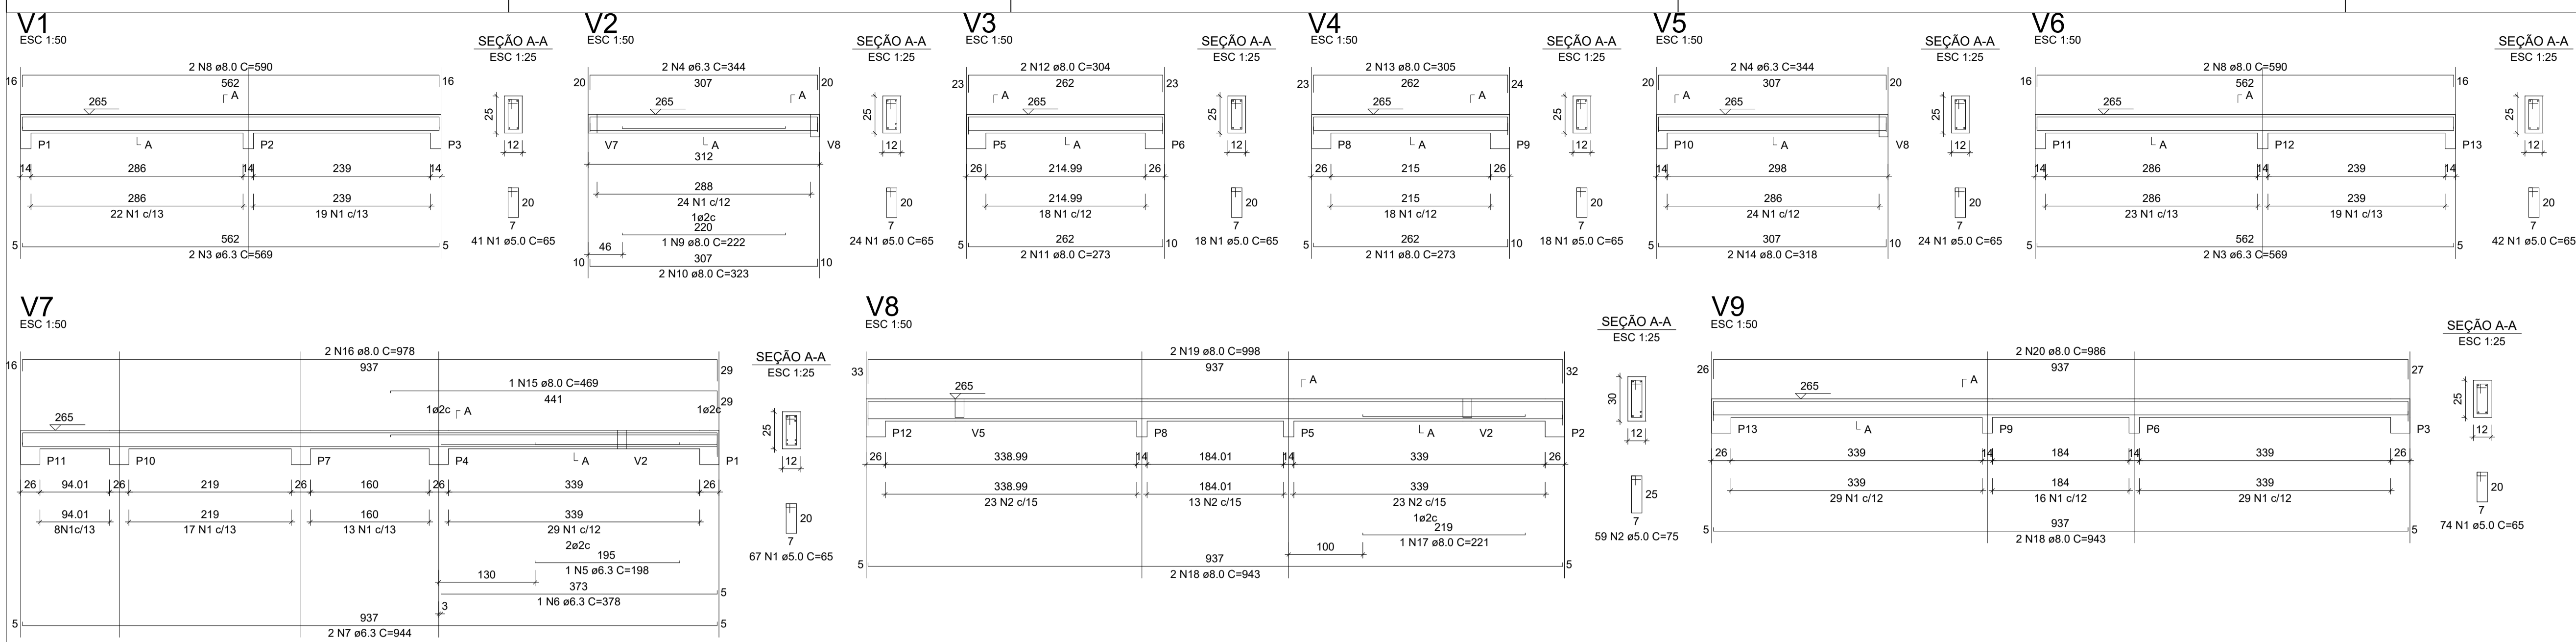 V1
ESC 1:50
SEÇÃO A-A
ESC 1:25
2 N8 ø8.0 C=590
16
562
16
A
265
25
P1
A
P2
P3
12
14
286
14
239
14
286
239
22 N1 c/13
19 N1 c/13
20
7
41 N1 ø5.0 C=65
5
562
5
2 N3 ø6.3 C=569
V2
ESC 1:50
SEÇÃO A-A
ESC 1:25
2 N4 ø6.3 C=344
20
307
20
A
265
25
V7
A
V8
12
312
288
24 N1 c/12
1ø2c
220
46
1 N9 ø8.0 C=222
20
7
24 N1 ø5.0 C=65
10
307
10
2 N10 ø8.0 C=323
V3
ESC 1:50
SEÇÃO A-A
ESC 1:25
2 N12 ø8.0 C=304
23
262
23
A
265
25
P5
A
P6
12
26
214.99
26
214.99
18 N1 c/12
20
7
18 N1 ø5.0 C=65
5
262
10
2 N11 ø8.0 C=273
V4
ESC 1:50
SEÇÃO A-A
ESC 1:25
2 N13 ø8.0 C=305
23
262
24
265
A
25
P8
A
P9
12
26
215
26
215
18 N1 c/12
20
7
18 N1 ø5.0 C=65
5
262
10
2 N11 ø8.0 C=273
V5
ESC 1:50
SEÇÃO A-A
ESC 1:25
2 N4 ø6.3 C=344
20
307
20
A
265
25
P10
A
V8
12
14
298
286
24 N1 c/12
20
7
24 N1 ø5.0 C=65
5
307
10
2 N14 ø8.0 C=318
V6
ESC 1:50
SEÇÃO A-A
ESC 1:25
2 N8 ø8.0 C=590
16
562
16
A
265
25
P11
A
P12
P13
12
14
286
14
239
14
286
239
23 N1 c/13
19 N1 c/13
20
7
42 N1 ø5.0 C=65
5
562
5
2 N3 ø6.3 C=569
V7
ESC 1:50
SEÇÃO A-A
ESC 1:25
2 N16 ø8.0 C=978
16
937
29
1 N15 ø8.0 C=469
441
29
1ø2c
A
1ø2c
265
25
P11
P10
P7
P4
A
V2
P1
12
26
94.01
26
219
26
160
26
339
26
94.01
219
160
339
8N1c/13
17 N1 c/13
13 N1 c/13
29 N1 c/12
20
7
67 N1 ø5.0 C=65
2ø2c
195
1 N5 ø6.3 C=198
130
373
5
1 N6 ø6.3 C=378
3
5
937
5
2 N7 ø6.3 C=944
V8
ESC 1:50
SEÇÃO A-A
ESC 1:25
2 N19 ø8.0 C=998
33
937
32
A
265
30
P12
V5
P8
P5
A
V2
P2
12
26
338.99
14
184.01
14
339
26
338.99
184.01
339
23 N2 c/15
13 N2 c/15
23 N2 c/15
25
7
59 N2 ø5.0 C=75
1ø2c
219
1 N17 ø8.0 C=221
100
5
937
5
2 N18 ø8.0 C=943
V9
ESC 1:50
SEÇÃO A-A
ESC 1:25
2 N20 ø8.0 C=986
26
937
27
A
265
25
P13
A
P9
P6
P3
12
26
339
14
184
14
339
26
339
184
339
29 N1 c/12
16 N1 c/12
29 N1 c/12
20
7
74 N1 ø5.0 C=65
5
937
5
2 N18 ø8.0 C=943